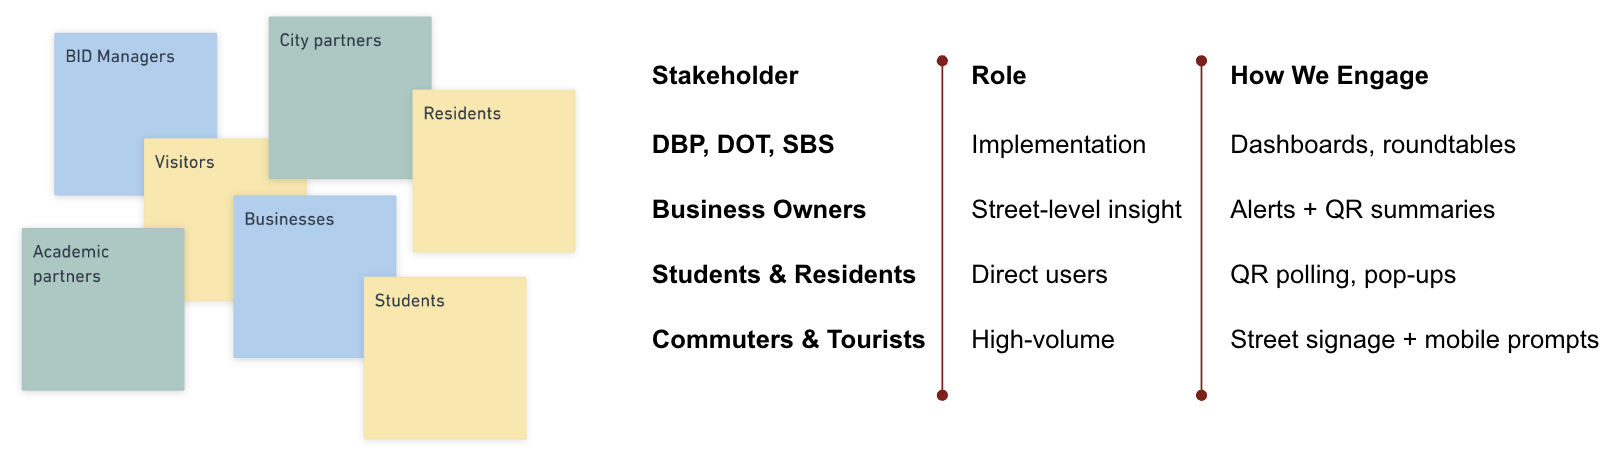 BID Managers
City partners
Residents
Visitors
Businesses
Academic
partners
Students
Stakeholder Role How We Engage
DBP, DOT, SBS Implementation Dashboards, roundtables
Business Owners Street-level insight Alerts + QR summaries
Students & Residents Direct users QR polling, pop-ups
Commuters & Tourists High-volume Street signage + mobile prompts